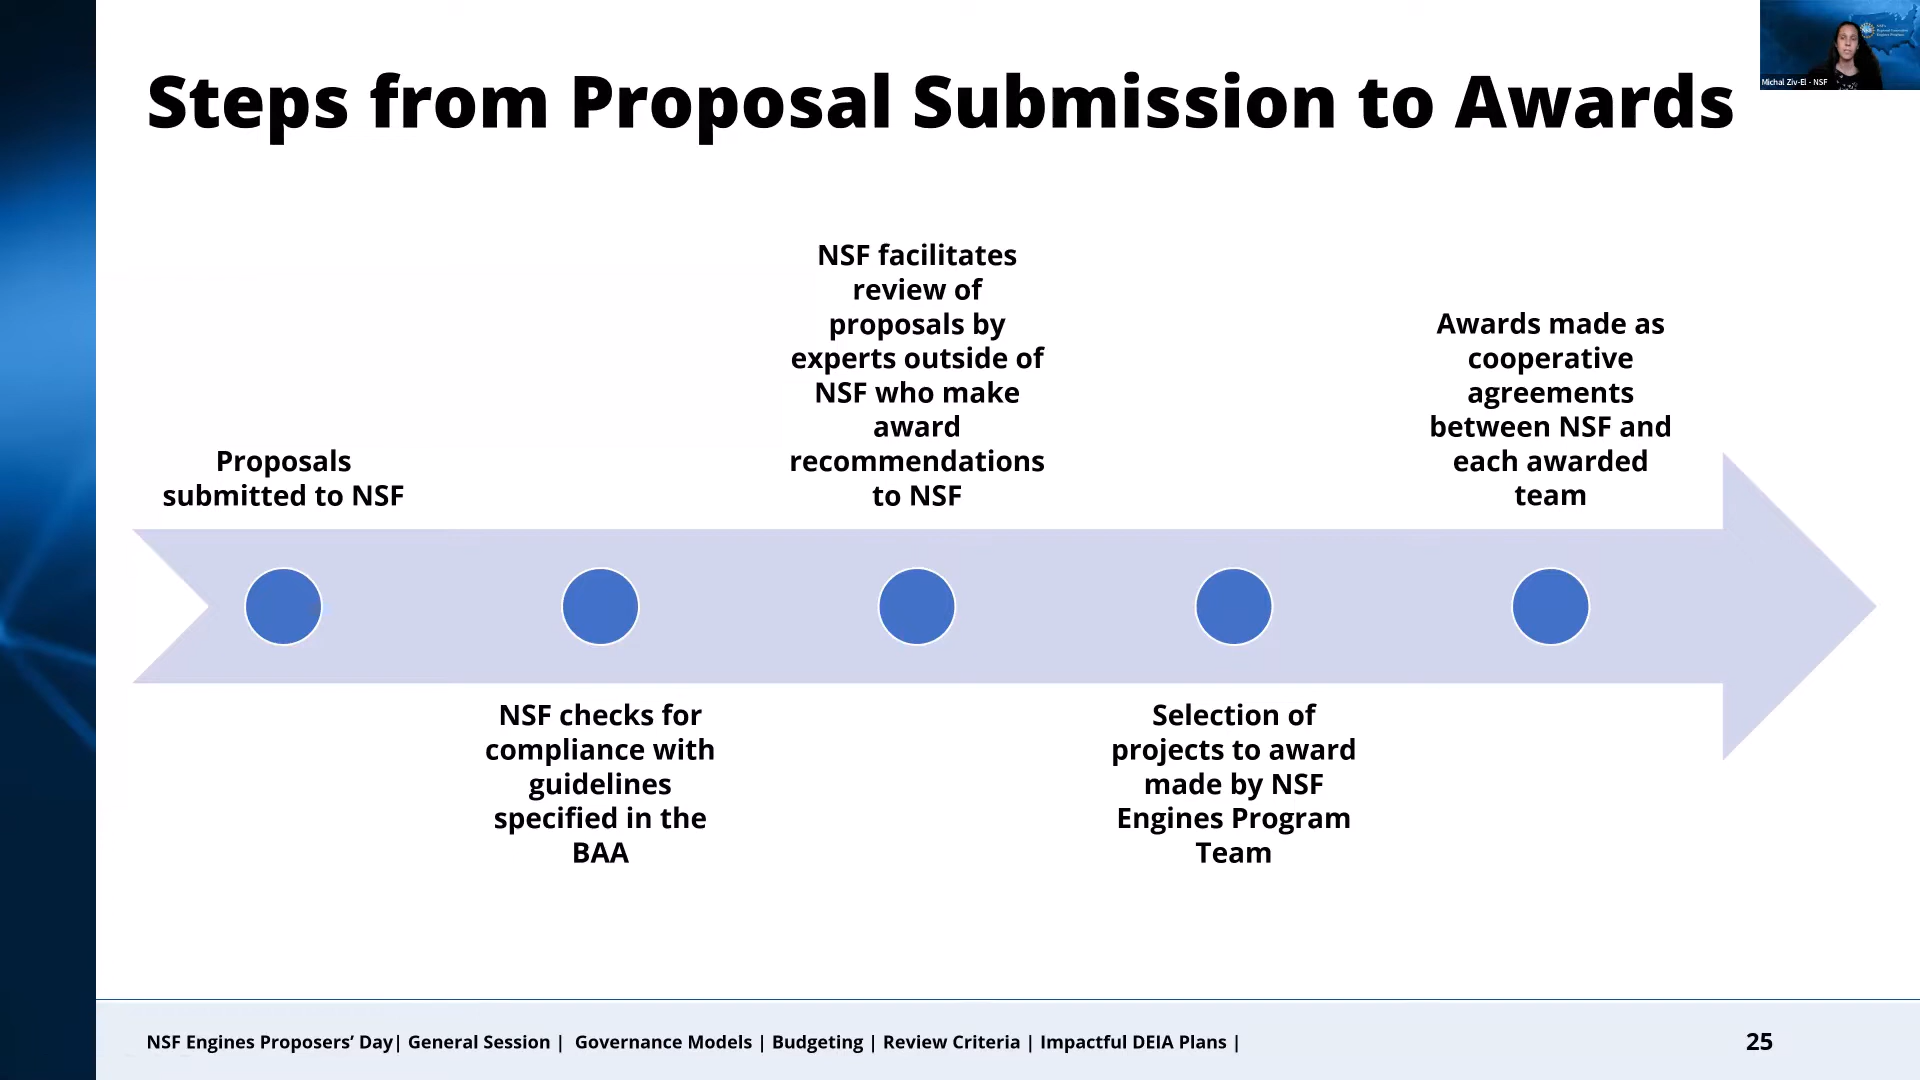 Steps from Proposal Submission to Awards
Michal Ziv-El - NSF
Proposals
submitted to NSF
NSF checks for
compliance with
guidelines
specified in the
BAA
NSF facilitates
review of
proposals by
experts outside of
NSF who make
award
recommendations
to NSF
Selection of
projects to award
made by NSF
Engines Program
Team
Awards made as
cooperative
agreements
between NSF and
each awarded
team
NSF Engines Proposers’ Day| General Session | Governance Models | Budgeting | Review Criteria | Impactful DEIA Plans |
25